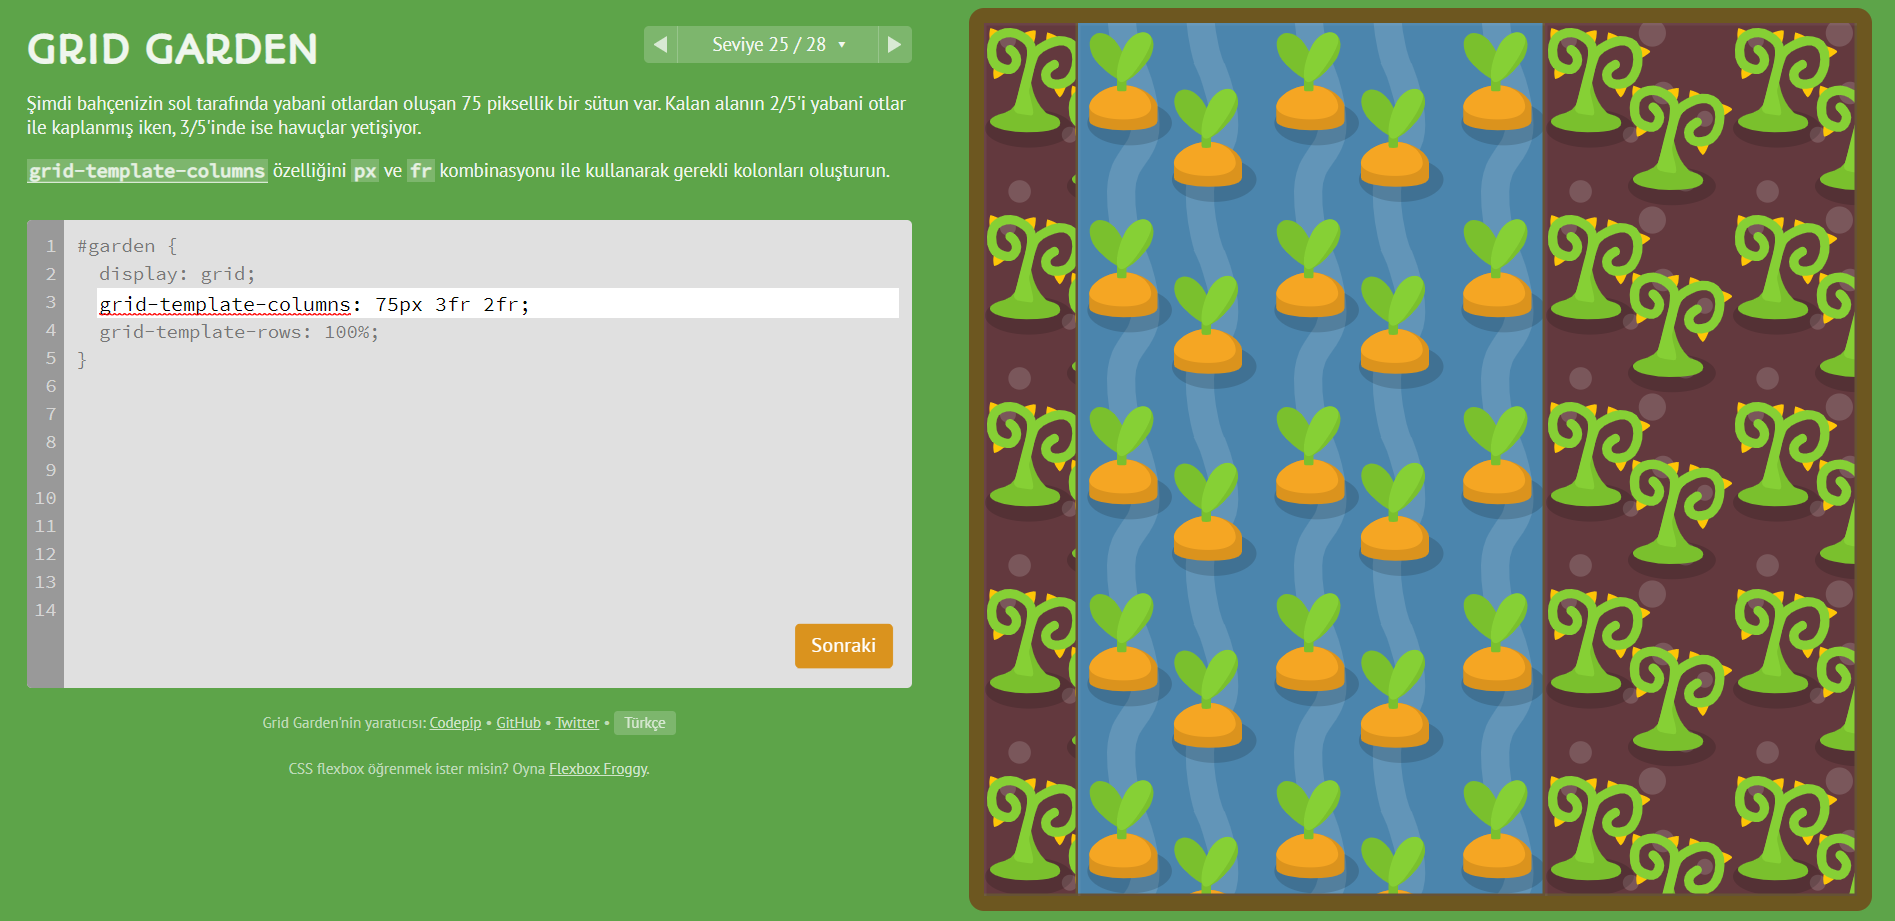 GRID GARDEN
Seviye 25 / 28
Şimdi bahçenizin sol tarafında yabani otlardan oluşan 75 piksellik bir sütun var. Kalan alanın 2/5'i yabani otlar
ile kaplanmış iken, 3/5'inde ise havuçlar yetişiyor.
grid-template-columns özelliğini px ve fr kombinasyonu ile kullanarak gerekli kolonları oluşturun.
1 #garden {
2 display: grid;
3 grid-template-columns: 75px 3fr 2fr;
4 grid-template-rows: 100%;
5 }
6
7
8
9
10
11
12
13
14
Sonraki
Grid Garden'nin yaratıcısı: Codepip • GitHub • Twitter • Türkçe
CSS flexbox öğrenmek ister misin? Oyna Flexbox Froggy.